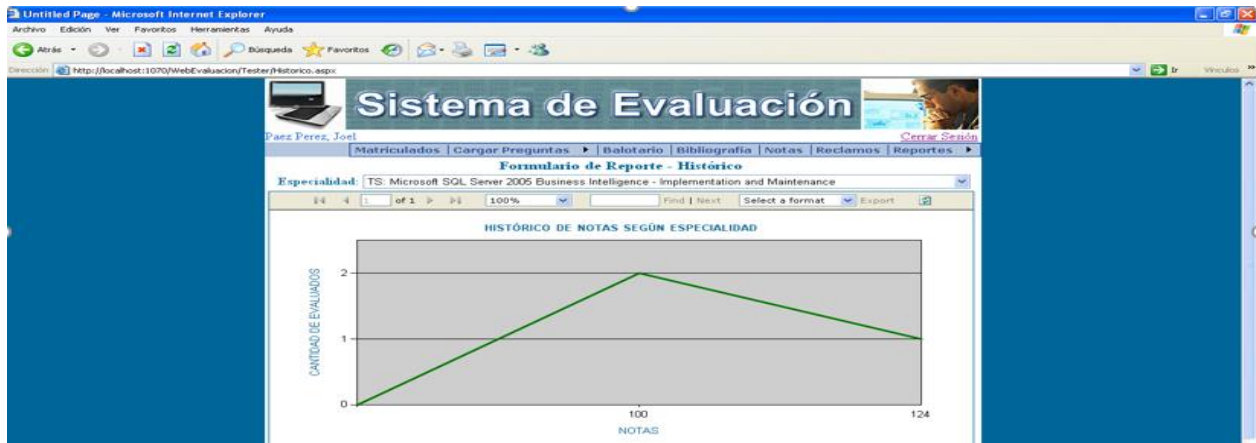 Untitled Page - Microsoft Internet Explorer
Archivo Edición Ver Favoritos Herramientas Ayuda
Atrás Búsqueda Favoritos
Dirección http://localhost:1070/WebEvaluacion/Tester/Historico.aspx Ir Vínculos »
Sistema de Evaluación
Paez Perez, Joel Cerrar Sesión
Matriculados | Cargar Preguntas | Balotario | Bibliografía | Notas | Reclamos | Reportes
Formulario de Reporte - Histórico
Especialidad: TS: Microsoft SQL Server 2005 Business Intelligence - Implementation and Maintenance
1 of 1 100% Find | Next Select a format Export
HISTÓRICO DE NOTAS SEGÚN ESPECIALIDAD
CANTIDAD DE EVALUADOS
2
1
0
100 124
NOTAS